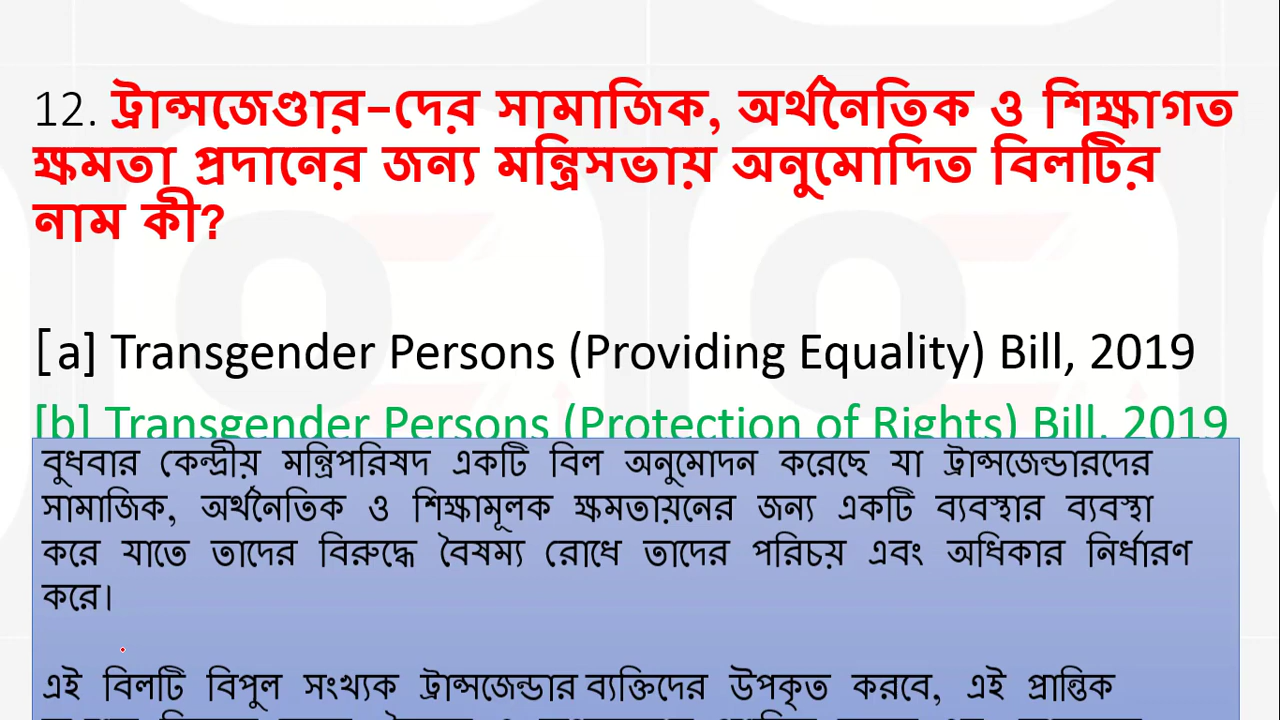 12. ট্রান্সজেণ্ডার-দের সামাজিক, অর্থনৈতিক ও শিক্ষাগত
ক্ষমতা প্রদানের জন্য মন্ত্রিসভায় অনুমোদিত বিলটির
নাম কী?
[a] Transgender Persons (Providing Equality) Bill, 2019
[b] Transgender Persons (Protection of Rights) Bill, 2019
বুধবার কেন্দ্রীয় মন্ত্রিপরিষদ একটি বিল অনুমোদন করেছে যা ট্রান্সজেন্ডারদের
সামাজিক, অর্থনৈতিক ও শিক্ষামূলক ক্ষমতায়নের জন্য একটি ব্যবস্থার ব্যবস্থা
করে যাতে তাদের বিরুদ্ধে বৈষম্য রোধে তাদের পরিচয় এবং অধিকার নির্ধারণ
করে।
এই বিলটি বিপুল সংখ্যক ট্রান্সজেন্ডার ব্যক্তিদের উপকৃত করবে, এই প্রান্তিক